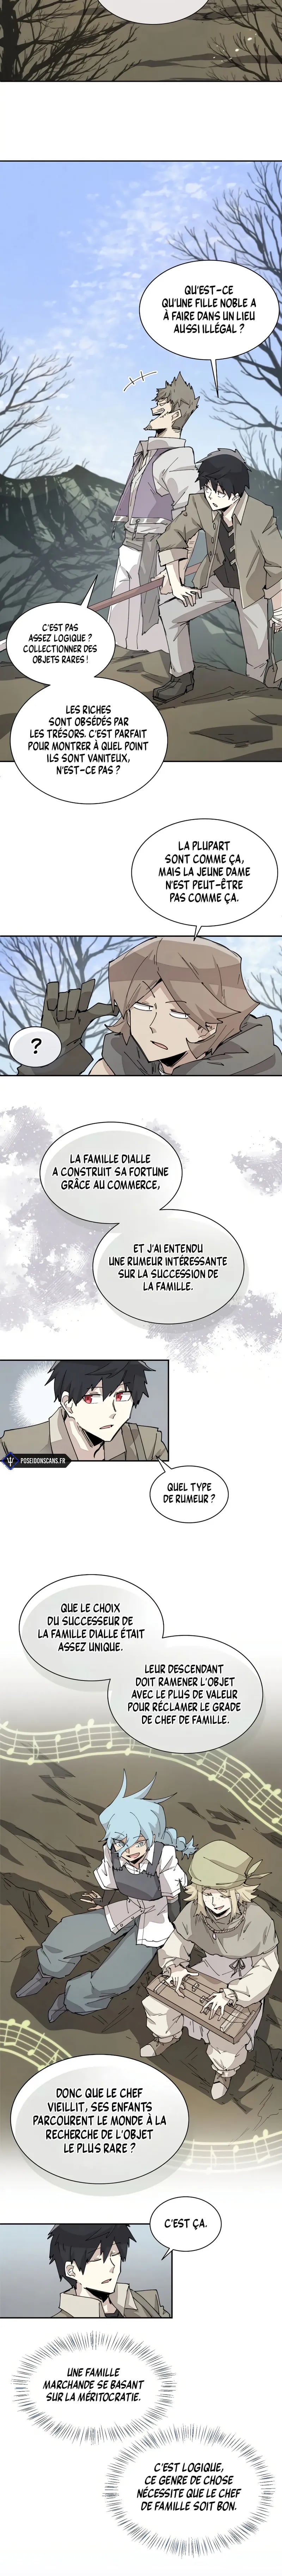 QU'EST-CE
QU'UNE FILLE NOBLE A
À FAIRE DANS UN LIEU
AUSSI ILLÉGAL ?
C'EST PAS
ASSEZ LOGIQUE ?
COLLECTIONNER DES
OBJETS RARES !
LES RICHES
SONT OBSÉDÉS PAR
LES TRÉSORS. C'EST PARFAIT
POUR MONTRER À QUEL POINT
ILS SONT VANITEUX,
N'EST-CE PAS ?
LA PLUPART
SONT COMME ÇA,
MAIS LA JEUNE DAME
N'EST PEUT-ÊTRE
PAS COMME ÇA.
?
LA FAMILLE DIALLE
A CONSTRUIT SA FORTUNE
GRÂCE AU COMMERCE,
ET J'AI ENTENDU
UNE RUMEUR INTÉRESSANTE
SUR LA SUCCESSION DE
LA FAMILLE.
POSEIDONSCANS.FR
QUEL TYPE
DE RUMEUR ?
QUE LE CHOIX
DU SUCCESSEUR DE
LA FAMILLE DIALLE ÉTAIT
ASSEZ UNIQUE.
LEUR DESCENDANT
DOIT RAMENER L'OBJET
AVEC LE PLUS DE VALEUR
POUR RÉCLAMER LE GRADE
DE CHEF DE FAMILLE.
DONC QUE LE CHEF
VIEILLIT, SES ENFANTS
PARCOURENT LE MONDE À LA
RECHERCHE DE L'OBJET
LE PLUS RARE ?
C'EST ÇA.
UNE FAMILLE
MARCHANDE SE BASANT
SUR LA MÉRITOCRATIE.
C'EST LOGIQUE,
CE GENRE DE CHOSE
NÉCESSITE QUE LE CHEF
DE FAMILLE SOIT BON.